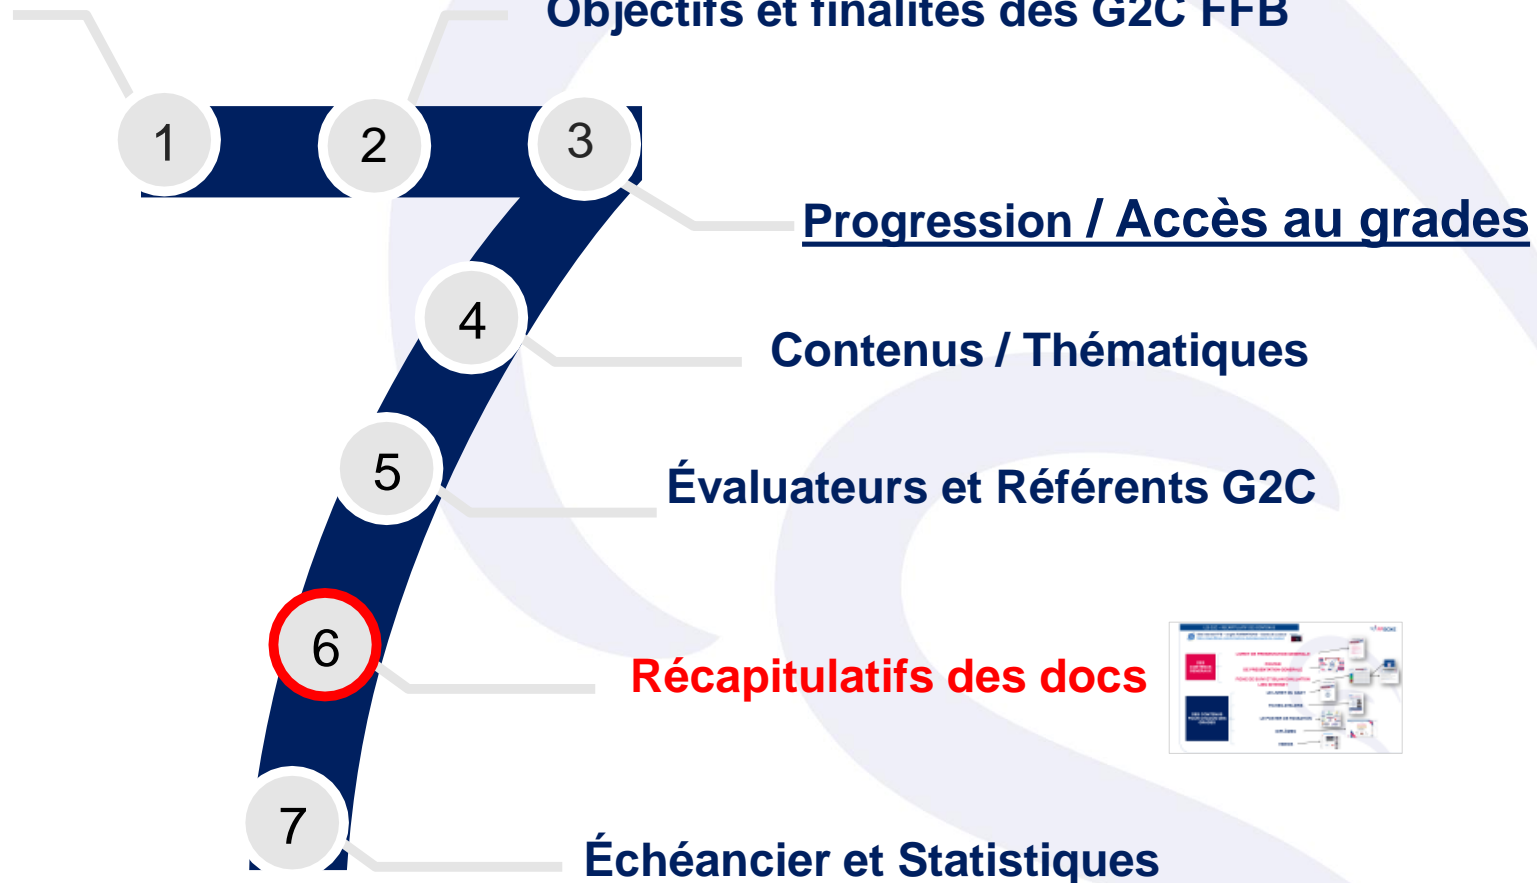 Objectifs et finalités des G2C FFB
1
2
3
Progression / Accès au grades
4
Contenus / Thématiques
5
Évaluateurs et Référents G2C
6
Récapitulatifs des docs
7
Échéancier et Statistiques